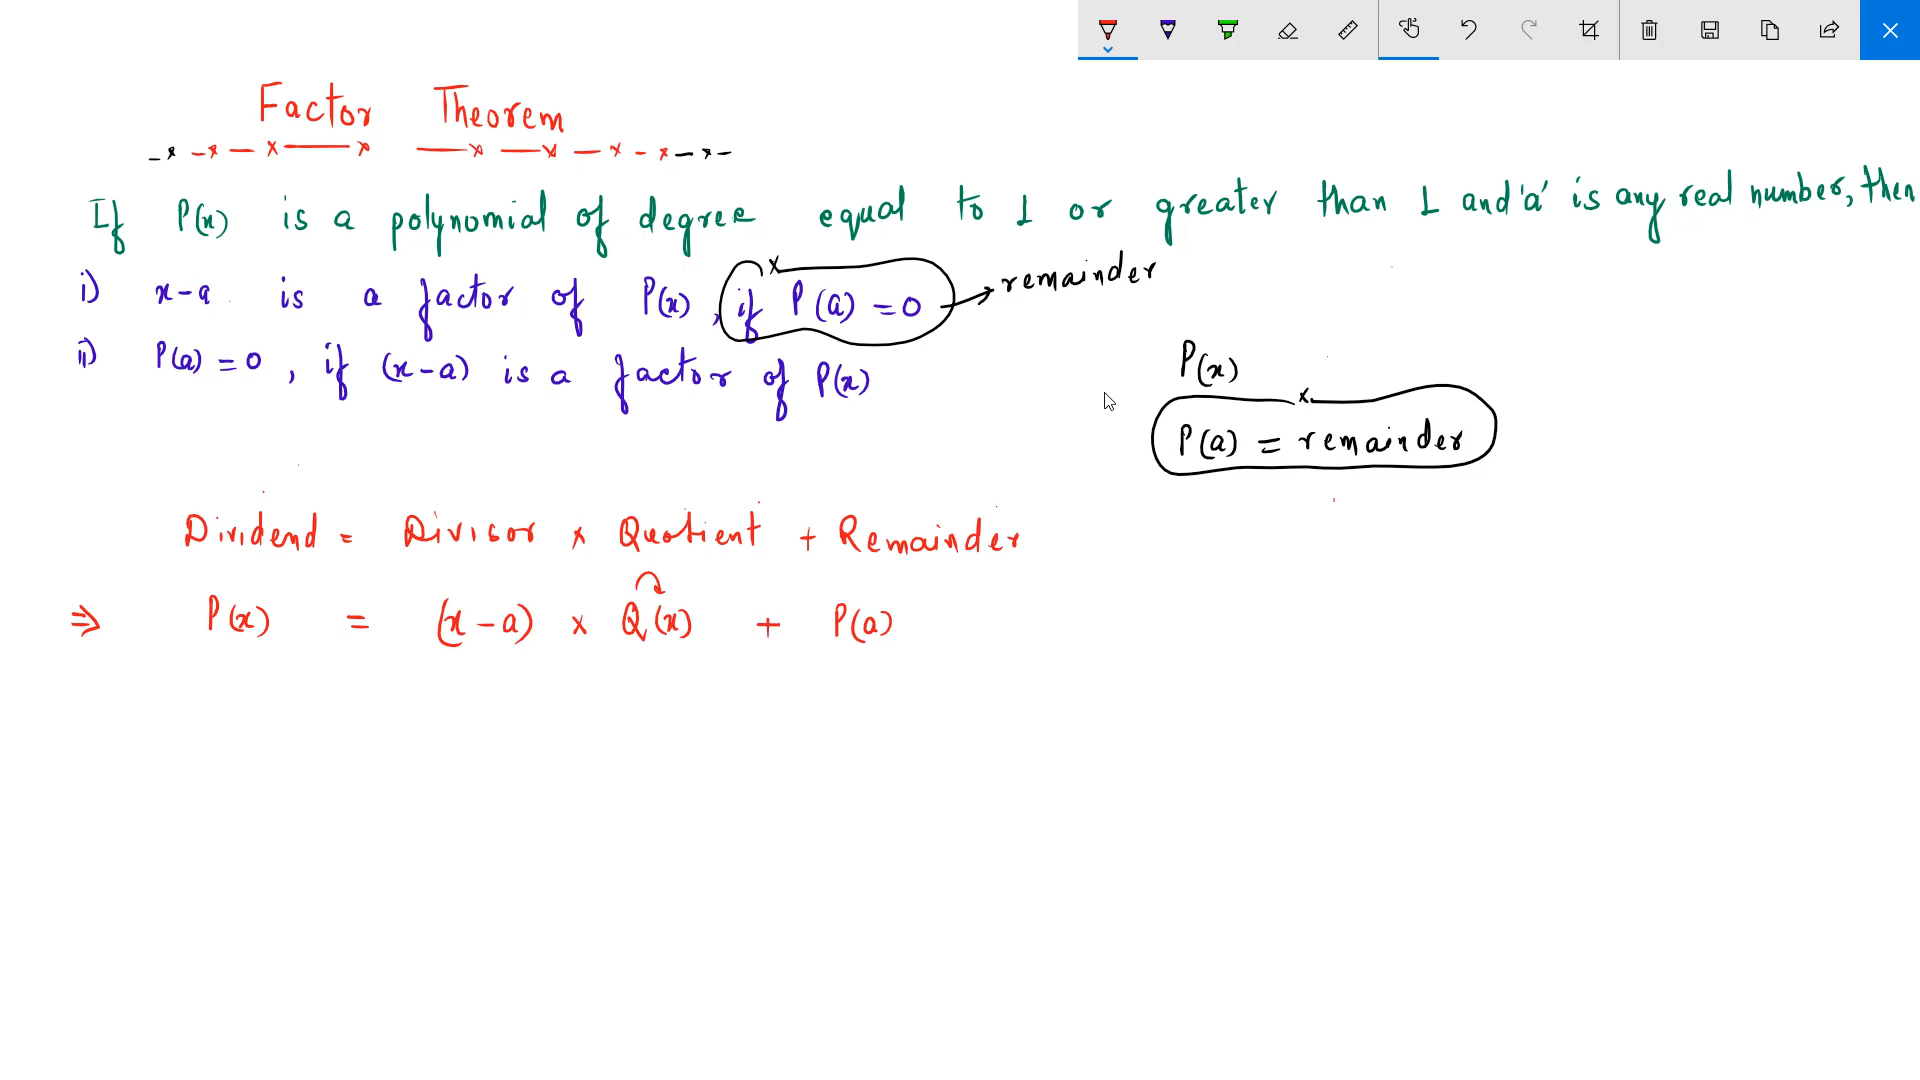 Factor Theorem
If P(x) is a polynomial of degree equal to 1 or greater than 1 and 'a' is any real number, then
i) x-a is a factor of P(x), if P(a) = 0 → remainder
ii) P(a) = 0, if (x-a) is a factor of P(x)
P(x)
P(a) = remainder
Dividend = Divisor × Quotient + Remainder
⇒ P(x) = (x-a) × Q(x) + P(a)